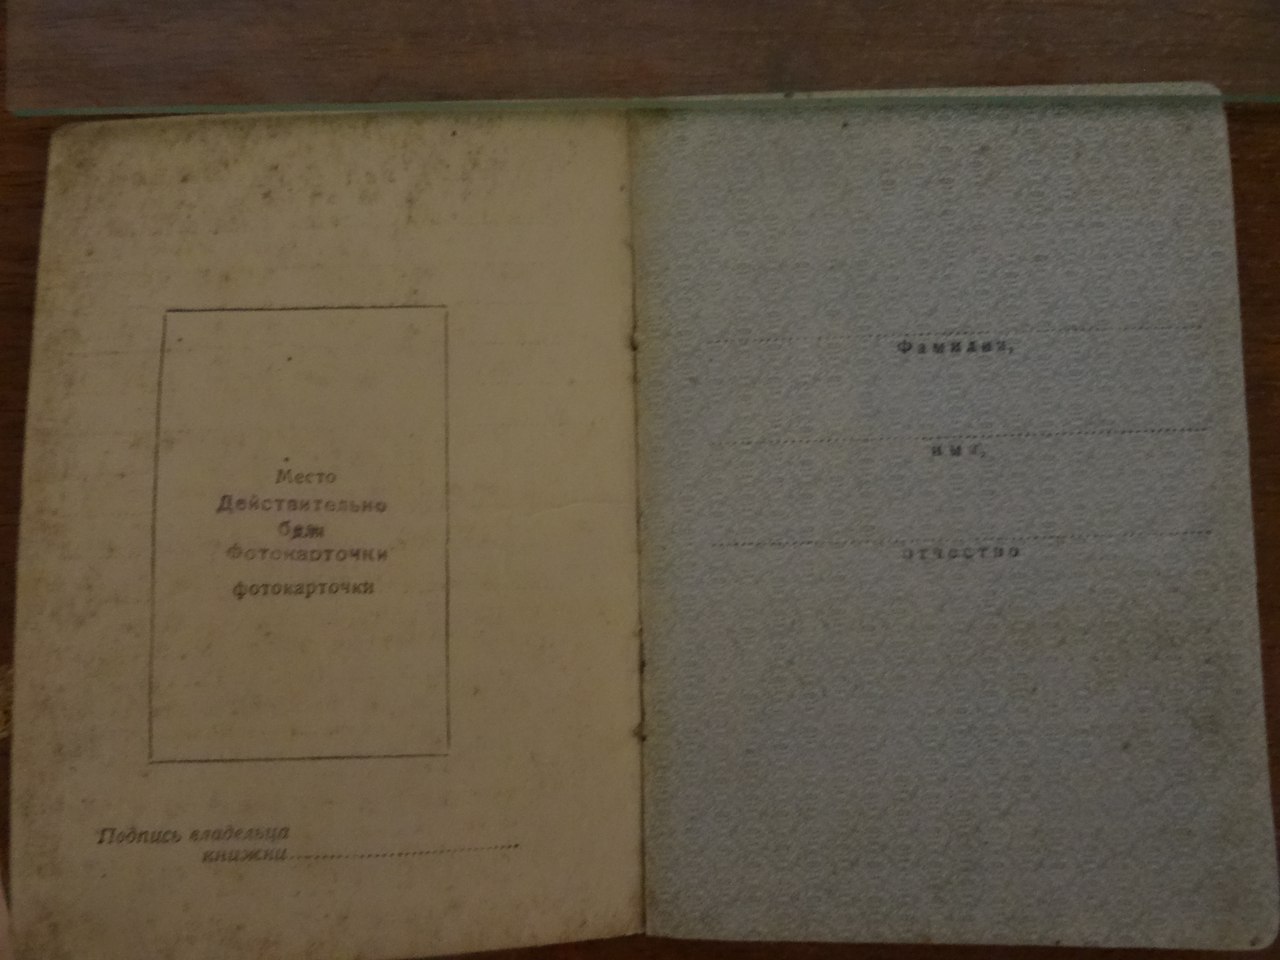 Место
Действительно
без
Фотокарточки
фотокарточки
Подпись владельца
книжки
Фамилия,
имя,
отчество